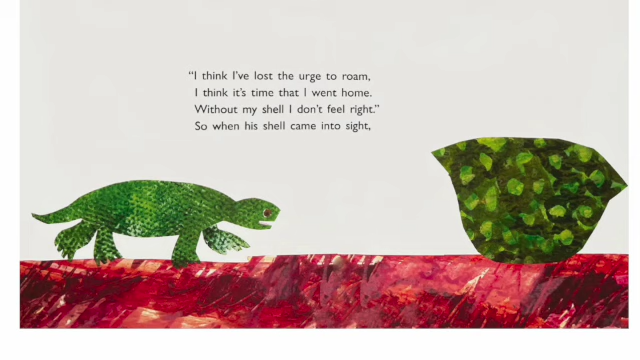 “I think I’ve lost the urge to roam,
I think it’s time that I went home.
Without my shell I don’t feel right.”
So when his shell came into sight,